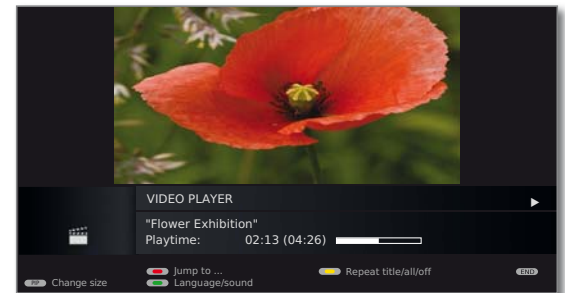 VIDEO PLAYER
"Flower Exhibition"
Playtime: 02:13 (04:26)
Jump to ... Repeat title/all/off END
PIP Change size Language/sound